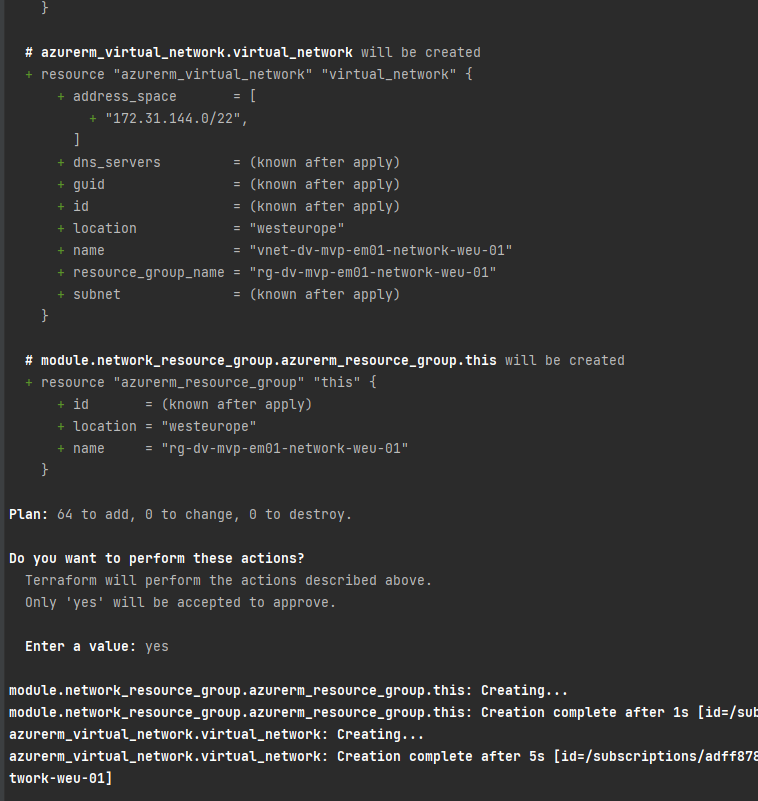 }
# azurerm_virtual_network.virtual_network will be created
+ resource "azurerm_virtual_network" "virtual_network" {
+ address_space       = [
+ "172.31.144.0/22",
]
+ dns_servers         = (known after apply)
+ guid                = (known after apply)
+ id                  = (known after apply)
+ location            = "westeurope"
+ name                = "vnet-dv-mvp-em01-network-weu-01"
+ resource_group_name = "rg-dv-mvp-em01-network-weu-01"
+ subnet              = (known after apply)
}
# module.network_resource_group.azurerm_resource_group.this will be created
+ resource "azurerm_resource_group" "this" {
+ id       = (known after apply)
+ location = "westeurope"
+ name     = "rg-dv-mvp-em01-network-weu-01"
}
Plan: 64 to add, 0 to change, 0 to destroy.
Do you want to perform these actions?
Terraform will perform the actions described above.
Only 'yes' will be accepted to approve.
Enter a value: yes
module.network_resource_group.azurerm_resource_group.this: Creating...
module.network_resource_group.azurerm_resource_group.this: Creation complete after 1s [id=/sub
azurerm_virtual_network.virtual_network: Creating...
azurerm_virtual_network.virtual_network: Creation complete after 5s [id=/subscriptions/adff878
twork-weu-01]